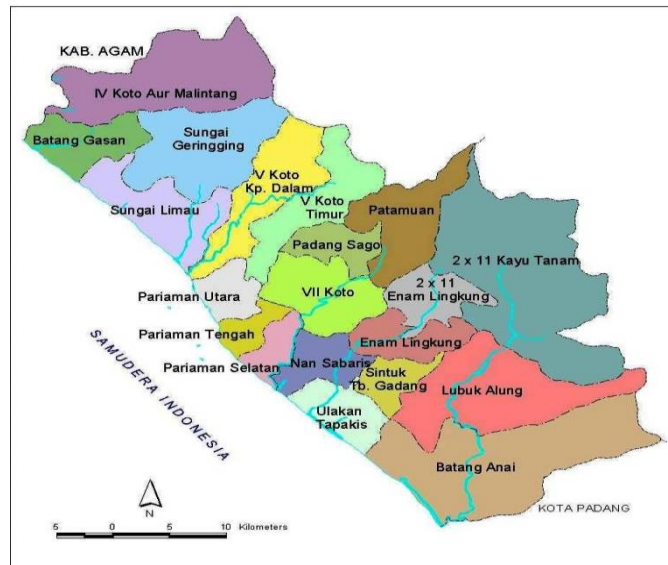 KAB. AGAM
IV Koto Aur Malintang
Batang Gasan
Sungai
Geringging
V Koto
Kp. Dalam
Sungai Limau
V Koto
Timur
Patamuan
Padang Sago
2 x 11 Kayu Tanam
2 x 11
Enam Lingkung
Pariaman Utara
VII Koto
Pariaman Tengah
Enam Lingkung
Pariaman Selatan
Nan Sabaris
Sintuk
Tb. Gadang
Lubuk Alung
SAMUDERA INDONESIA
Ulakan
Tapakis
Batang Anai
KOTA PADANG
N
5 0 5 10 Kilometers